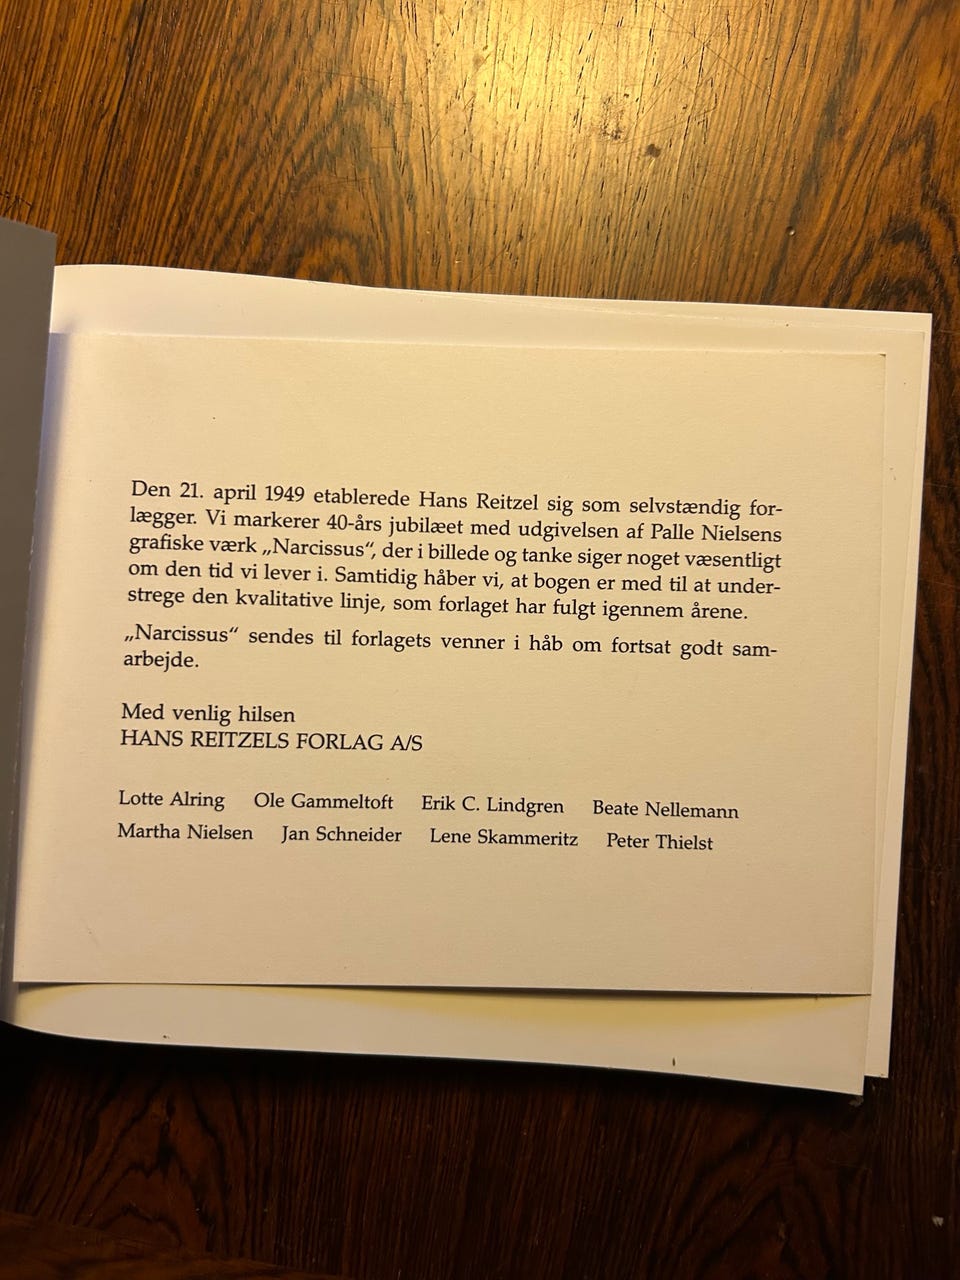 Den 21. april 1949 etablerede Hans Reitzel sig som selvstændig for-
lægger. Vi markerer 40-års jubilæet med udgivelsen af Palle Nielsens
grafiske værk „Narcissus“, der i billede og tanke siger noget væsentligt
om den tid vi lever i. Samtidig håber vi, at bogen er med til at under-
strege den kvalitative linje, som forlaget har fulgt igennem årene.
„Narcissus“ sendes til forlagets venner i håb om fortsat godt sam-
arbejde.
Med venlig hilsen
HANS REITZELS FORLAG A/S
Lotte Alring Ole Gammeltoft Erik C. Lindgren Beate Nellemann
Martha Nielsen Jan Schneider Lene Skammeritz Peter Thielst